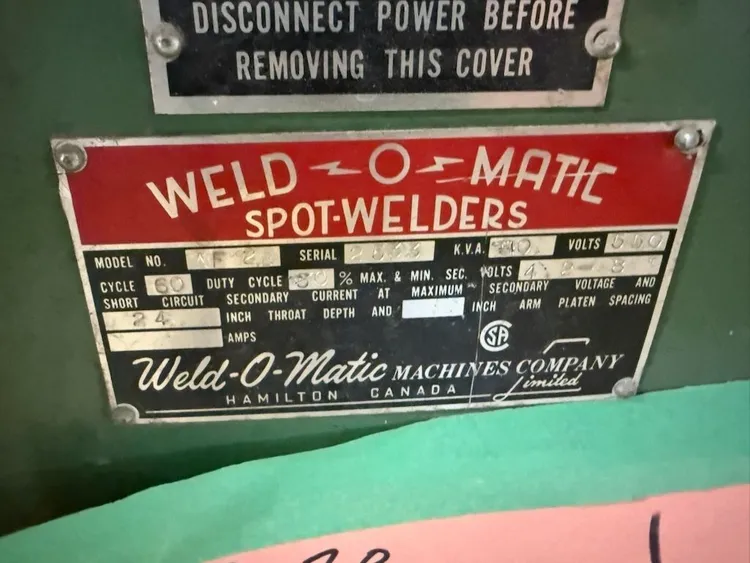 DISCONNECT POWER BEFORE
REMOVING THIS COVER
WELD-O-MATIC
SPOT-WELDERS
MODEL NO. SERIAL K.V.A. VOLTS 550
CYCLE 60 DUTY CYCLE 50 % MAX. & MIN. SEC. VOLTS
SHORT CIRCUIT SECONDARY CURRENT AT MAXIMUM SECONDARY VOLTAGE AND
24 INCH THROAT DEPTH AND INCH ARM PLATEN SPACING
AMPS
CSA
Weld-O-Matic MACHINES COMPANY
Limited
HAMILTON CANADA